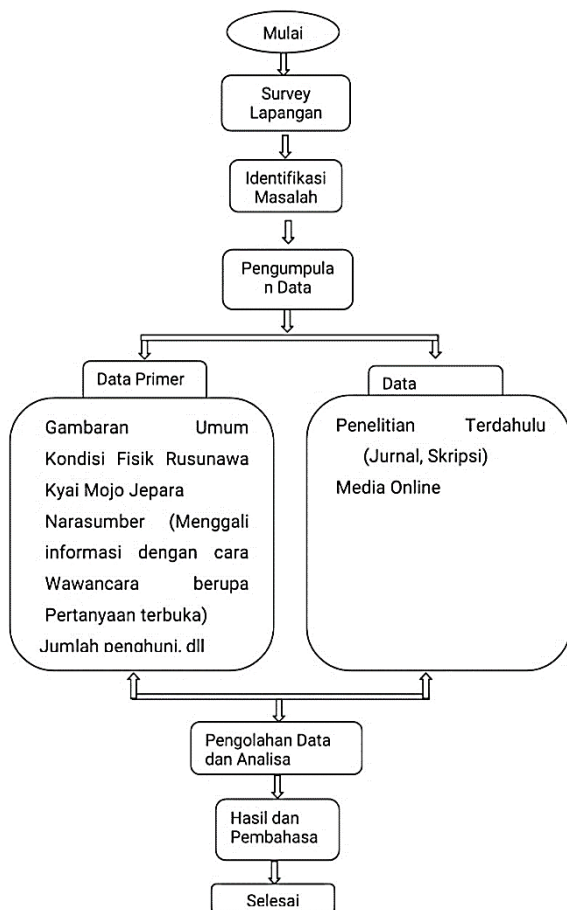 Mulai
Survey
Lapangan
Identifikasi
Masalah
Pengumpula
n Data
Data Primer
Gambaran Umum
Kondisi Fisik Rusunawa
Kyai Mojo Jepara
Narasumber (Menggali
informasi dengan cara
Wawancara berupa
Pertanyaan terbuka)
Jumlah penghuni, dll
Data
Penelitian Terdahulu
(Jurnal, Skripsi)
Media Online
Pengolahan Data
dan Analisa
Hasil dan
Pembahasa
Selesai